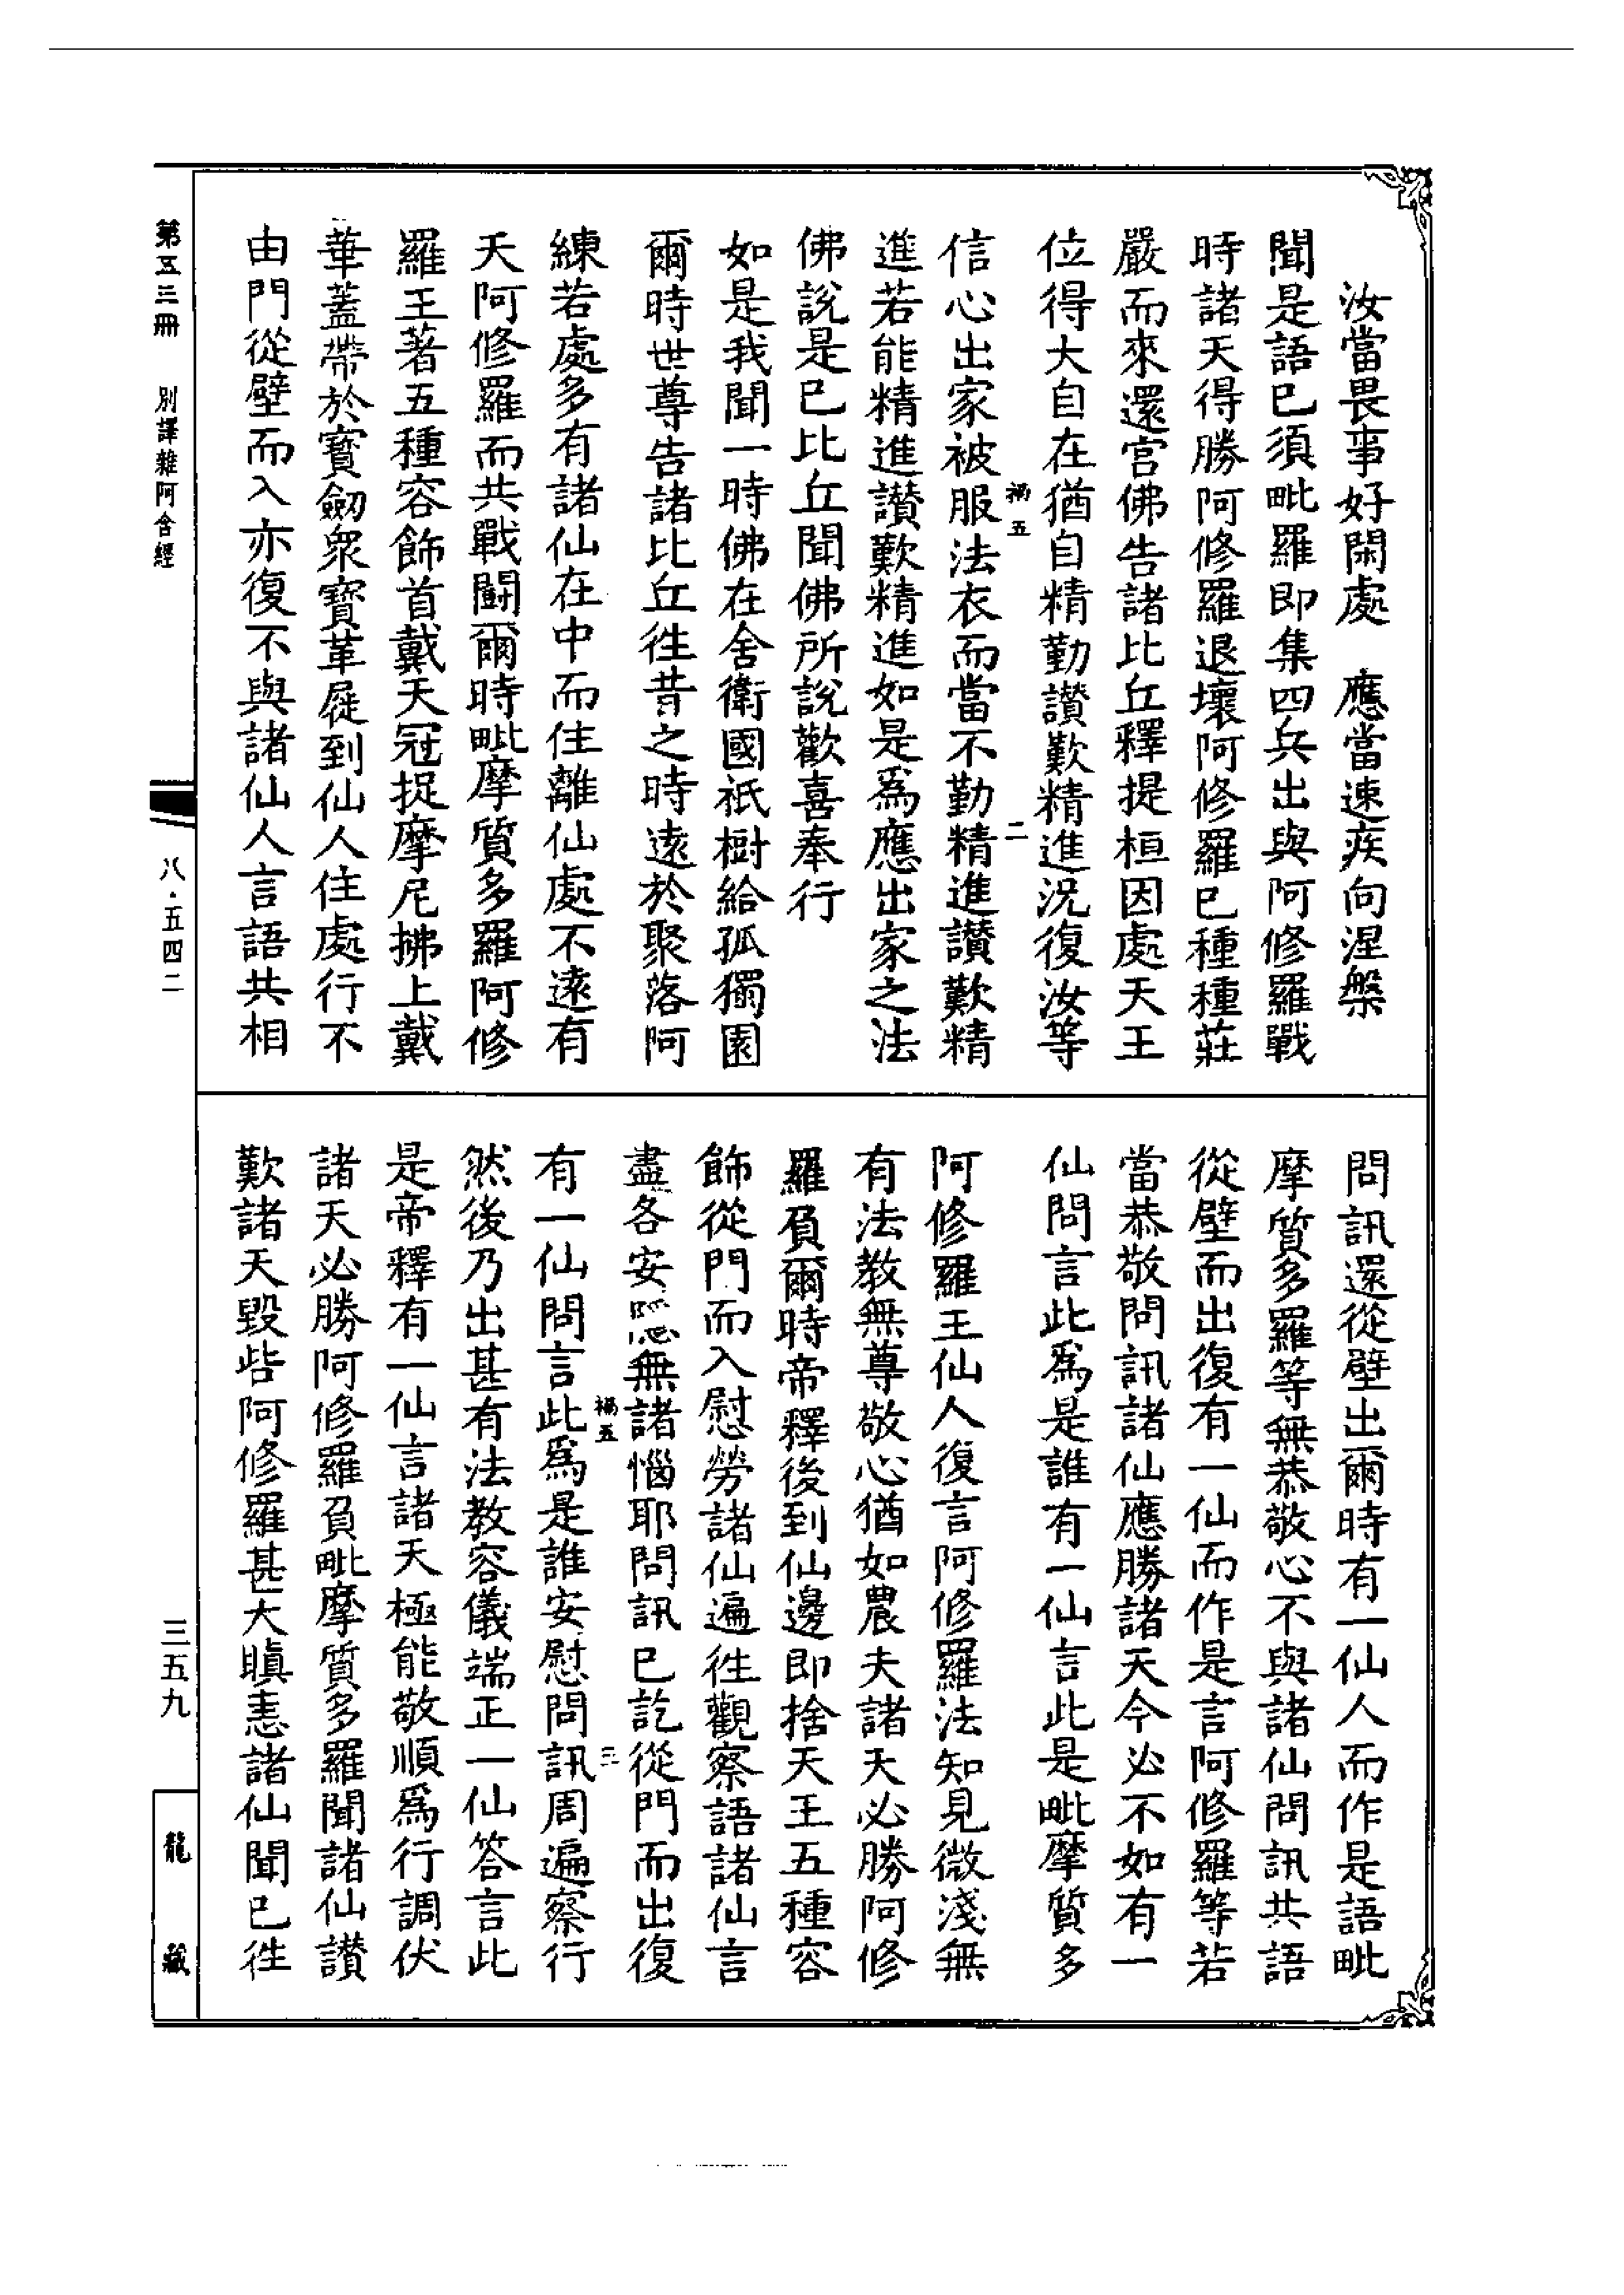 汝當畏事好閑處　應當速疾向涅槃
聞是語已須毗羅即集四兵出與阿修羅戰
時諸天得勝阿修羅退壞阿修羅已種種莊
嚴而來還宮佛告諸比丘釋提桓因處天王
位得大自在猶自精勤讃歎精進況復汝等
禍五
二
信心出家被服法衣而當不勤精進讃歎精
進若能精進讃歎精進如是爲應出家之法
佛說是已比丘聞佛所說歡喜奉行
如是我聞一時佛在舍衛國祇樹給孤獨園
爾時世尊告諸比丘徃昔之時遠於聚落阿
練若處多有諸仙在中而住離仙處不遠有
天阿修羅而共戰鬪爾時毗摩質多羅阿修
羅王著五種容飾首戴天冠捉摩尼拂上戴
華蓋帶於寶劒眾寶革屣到仙人住處行不
由門從壁而入亦復不與諸仙人言語共相
問訊還從壁出爾時有一仙人而作是語毗
摩質多羅等無恭敬心不與諸仙問訊共語
從壁而出復有一仙而作是言阿修羅等若
當恭敬問訊諸仙應勝諸天今必不如有一
仙問言此爲是誰有一仙言此是毗摩質多
阿修羅王仙人復言阿修羅法知見微淺無
有法教無尊敬心猶如農夫諸天必勝阿修
羅負爾時帝釋後到仙邊即捨天王五種容
飾從門而入慰勞諸仙遍徃觀察語諸仙言
盡各安隱無諸惱耶問訊已訖從門而出復
禍五
三
有一仙問言此爲是誰安慰問訊周遍察行
然後乃出甚有法教容儀端正一仙答言此
是帝釋有一仙言諸天極能敬順爲行調伏
諸天必勝阿修羅負毗摩質多羅聞諸仙讃
歎諸天毀呰阿修羅甚大瞋恚諸仙聞已徃
第五三冊　別譯雜阿含經
八・五四二
三五九
龍藏